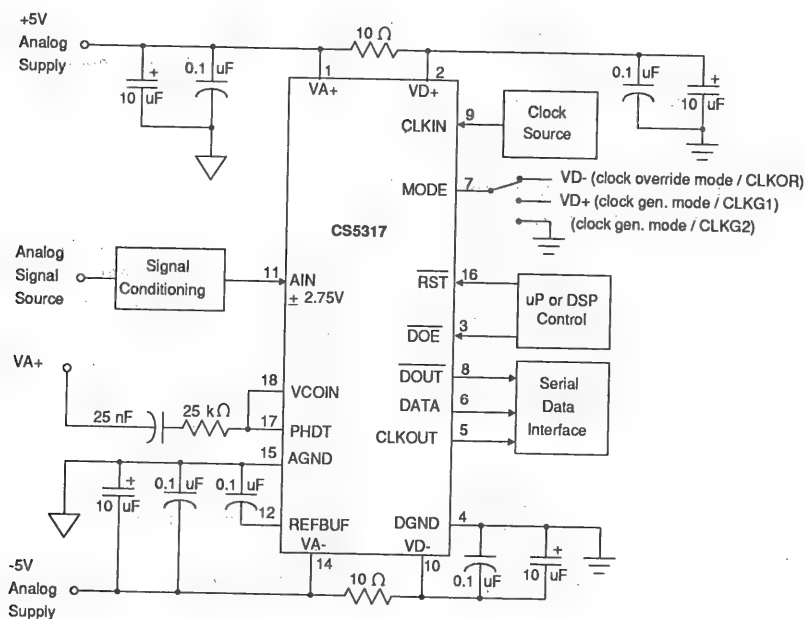 +5V
Analog
Supply
10 Ω
+
10 uF
0.1 uF
1
VA+
2
VD+
0.1 uF
+
10 uF
CLKIN
9
Clock
Source
MODE
7
VD- (clock override mode / CLKOR)
VD+ (clock gen. mode / CLKG1)
(clock gen. mode / CLKG2)
CS5317
Analog
Signal
Source
Signal
Conditioning
11
AIN
± 2.75V
RST
16
uP or DSP
Control
DOE
3
DOUT
8
DATA
6
CLKOUT
5
Serial
Data
Interface
VA+
25 nF
25 kΩ
18
VCOIN
17
PHDT
15
AGND
+
10 uF
0.1 uF
0.1 uF
12
REFBUF
DGND
4
VA-
14
VD-
10
0.1 uF
+
10 uF
10 Ω
-5V
Analog
Supply